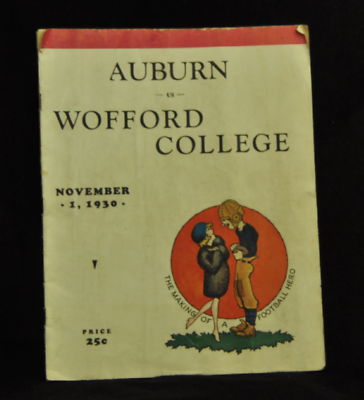 AUBURN
— vs —
WOFFORD
COLLEGE
NOVEMBER
· 1, 1930 ·
THE MAKING OF A FOOTBALL HERO
PRICE
25c